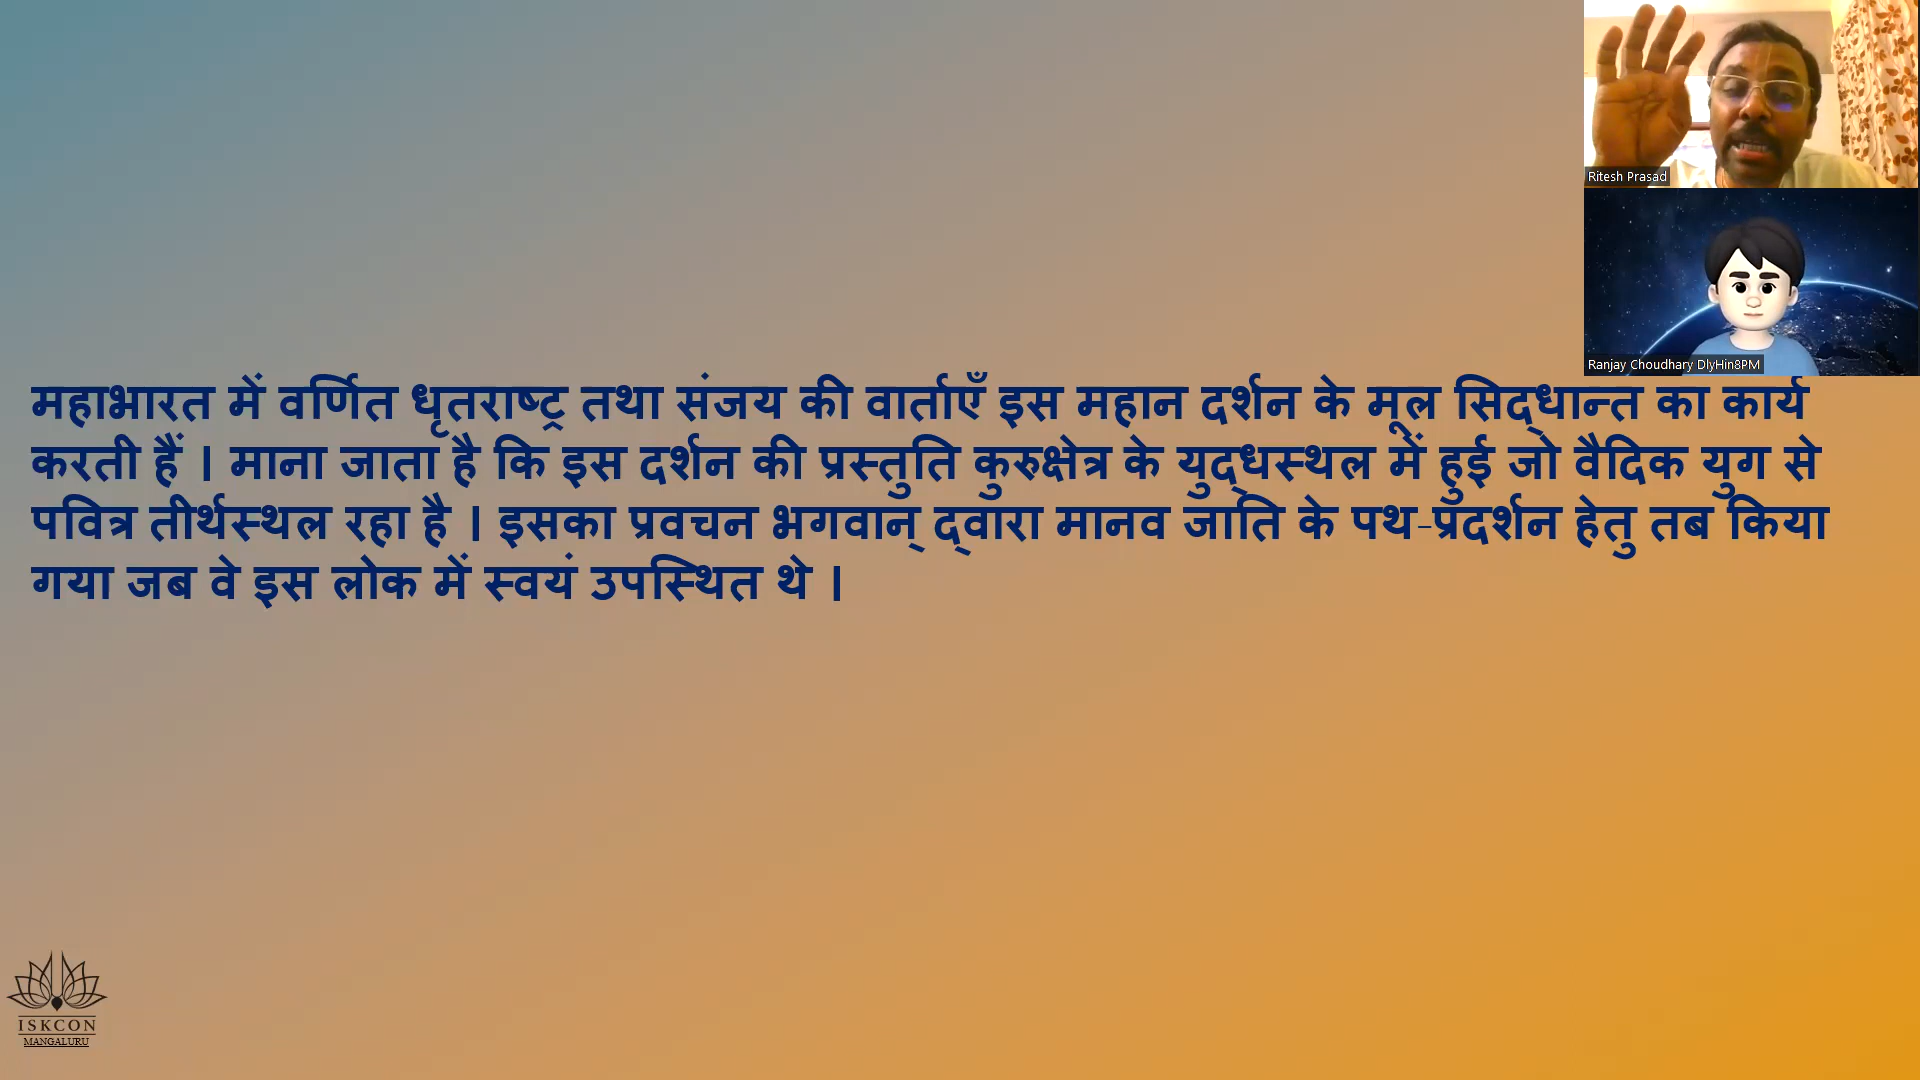 Ritesh Prasad
Ranjay Choudhary DlyHin8PM
महाभारत में वर्णित धृतराष्ट्र तथा संजय की वार्ताएँ इस महान दर्शन के मूल सिद्धान्त का कार्य
करती हैं । माना जाता है कि इस दर्शन की प्रस्तुति कुरुक्षेत्र के युद्धस्थल में हुई जो वैदिक युग से
पवित्र तीर्थस्थल रहा है । इसका प्रवचन भगवान् द्वारा मानव जाति के पथ-प्रदर्शन हेतु तब किया
गया जब वे इस लोक में स्वयं उपस्थित थे ।
ISKCON
MANGALURU